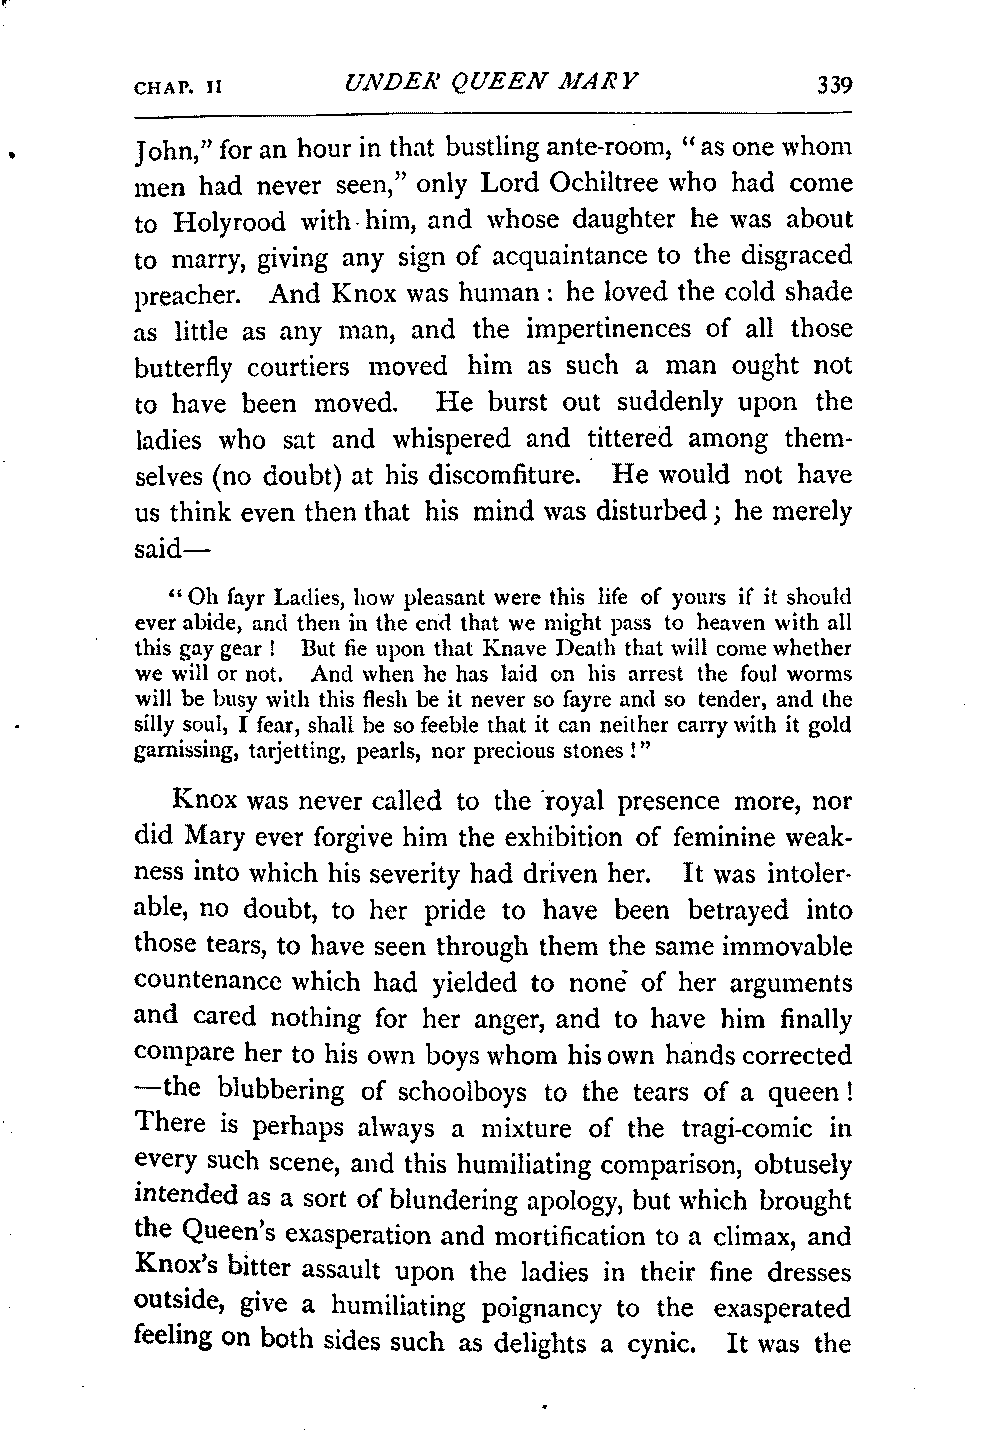 CHAP. II UNDER QUEEN MARY 339
John,” for an hour in that bustling ante-room, “as one whom
men had never seen,” only Lord Ochiltree who had come
to Holyrood with him, and whose daughter he was about
to marry, giving any sign of acquaintance to the disgraced
preacher. And Knox was human: he loved the cold shade
as little as any man, and the impertinences of all those
butterfly courtiers moved him as such a man ought not
to have been moved. He burst out suddenly upon the
ladies who sat and whispered and tittered among them-
selves (no doubt) at his discomfiture. He would not have
us think even then that his mind was disturbed; he merely
said—
“Oh fayr Ladies, how pleasant were this life of yours if it should
ever abide, and then in the end that we might pass to heaven with all
this gay gear! But fie upon that Knave Death that will come whether
we will or not. And when he has laid on his arrest the foul worms
will be busy with this flesh be it never so fayre and so tender, and the
silly soul, I fear, shall be so feeble that it can neither carry with it gold
garnissing, tarjetting, pearls, nor precious stones!”
Knox was never called to the royal presence more, nor
did Mary ever forgive him the exhibition of feminine weak-
ness into which his severity had driven her. It was intoler-
able, no doubt, to her pride to have been betrayed into
those tears, to have seen through them the same immovable
countenance which had yielded to none of her arguments
and cared nothing for her anger, and to have him finally
compare her to his own boys whom his own hands corrected
—the blubbering of schoolboys to the tears of a queen!
There is perhaps always a mixture of the tragi-comic in
every such scene, and this humiliating comparison, obtusely
intended as a sort of blundering apology, but which brought
the Queen’s exasperation and mortification to a climax, and
Knox’s bitter assault upon the ladies in their fine dresses
outside, give a humiliating poignancy to the exasperated
feeling on both sides such as delights a cynic. It was the